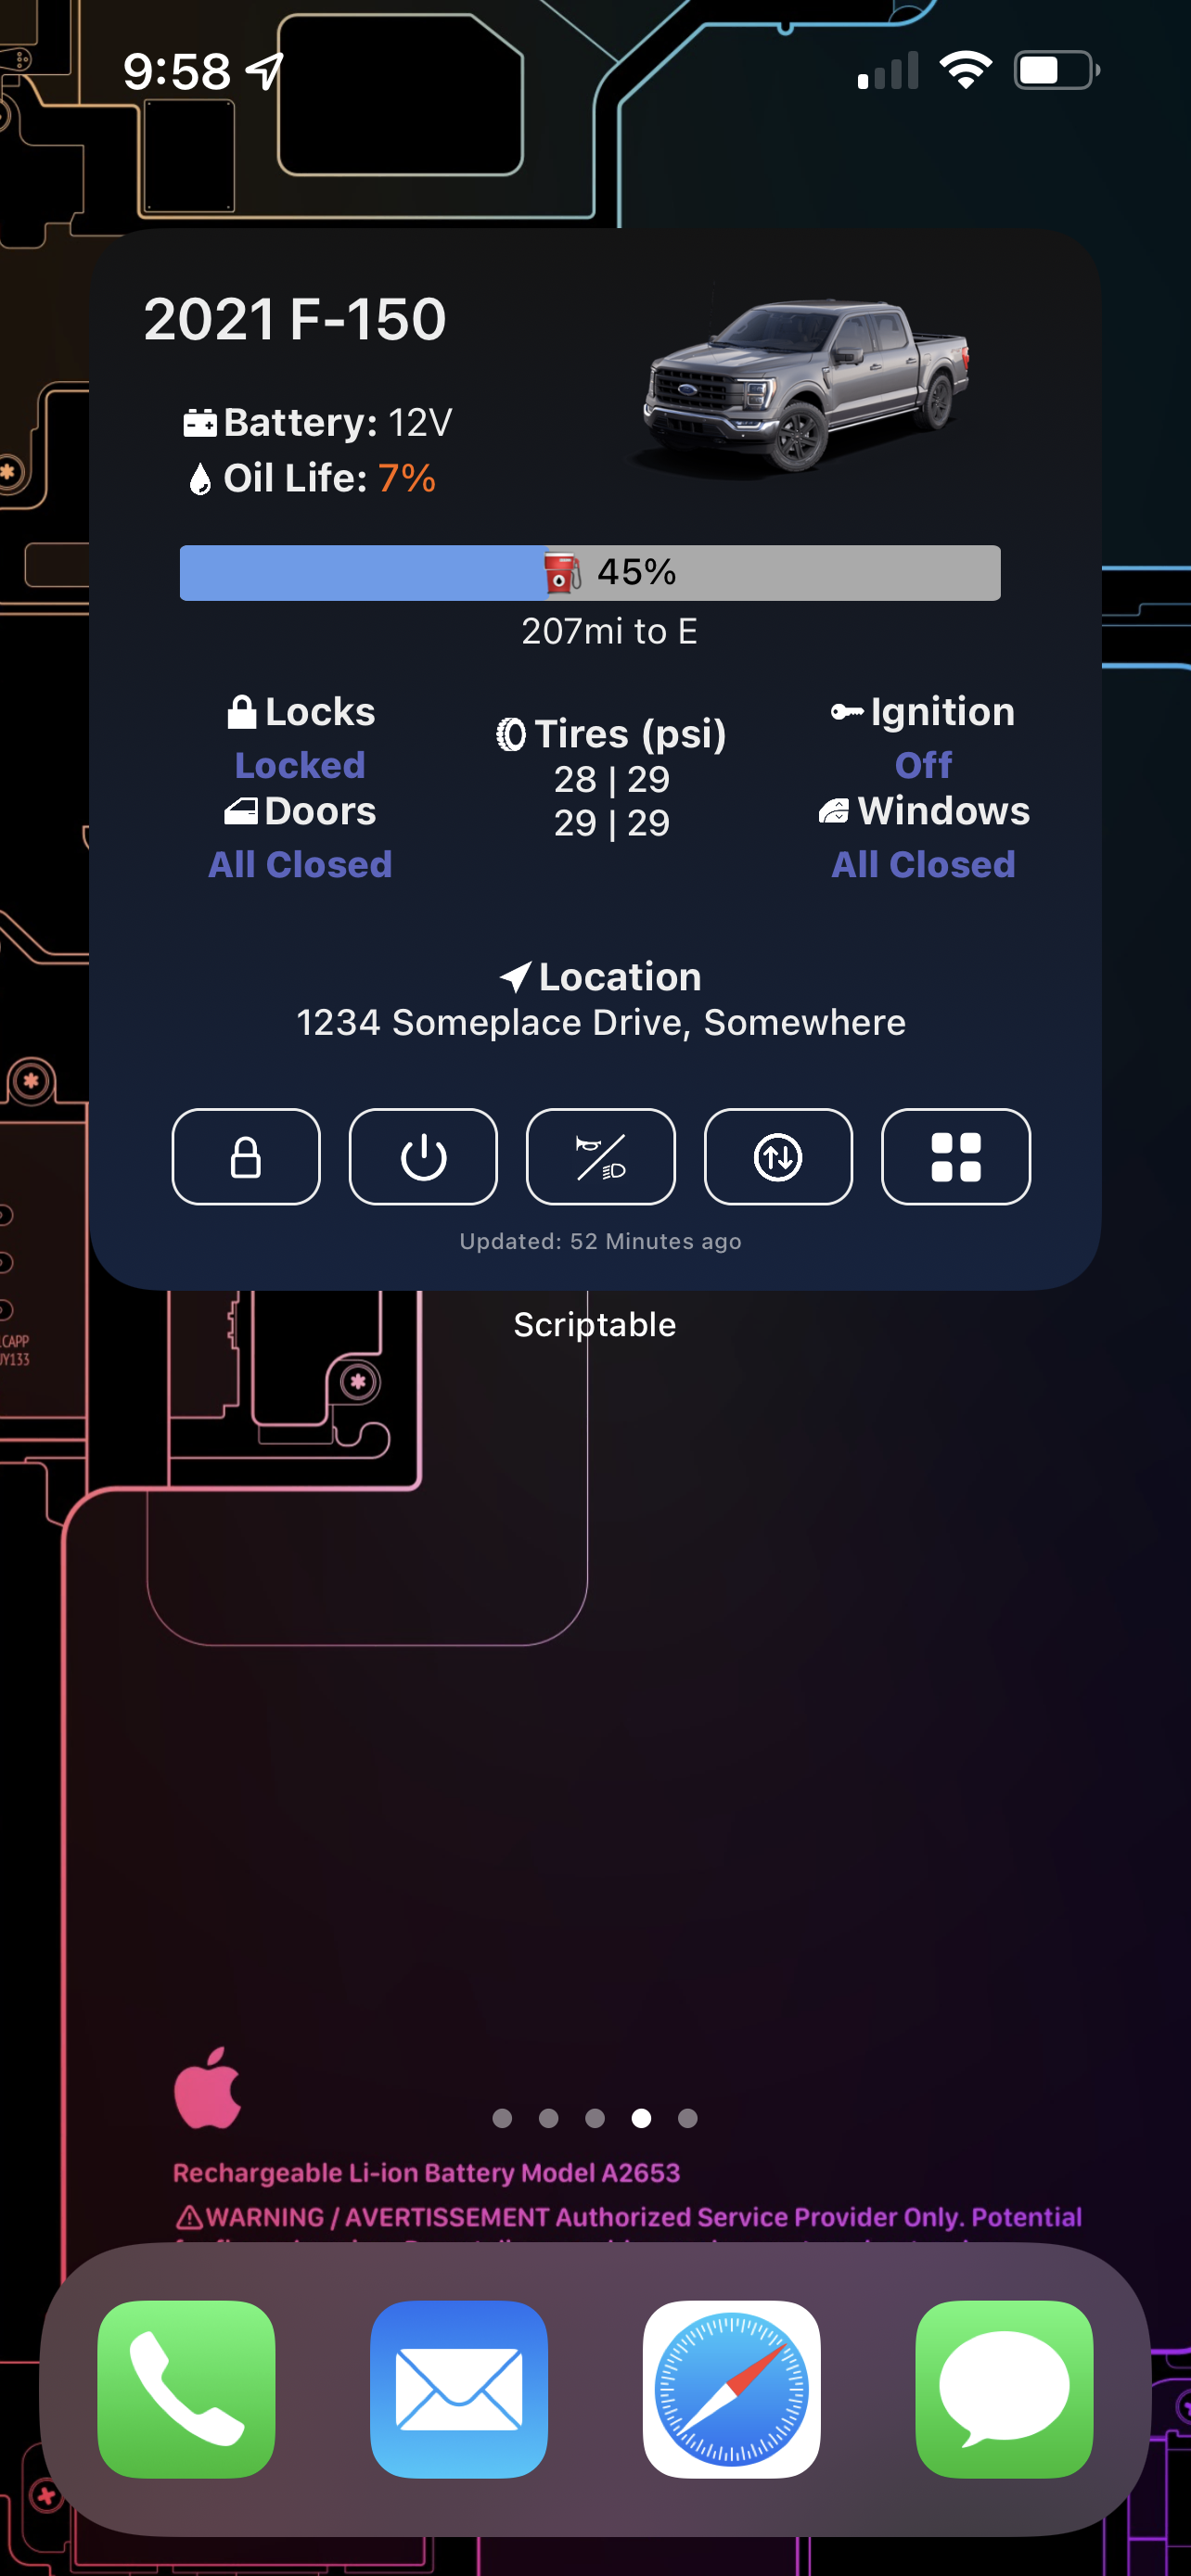 9:58
2021 F-150
Battery: 12V
Oil Life: 7%
45%
207mi to E
Locks
Locked
Doors
All Closed
Tires (psi)
28 | 29
29 | 29
Ignition
Off
Windows
All Closed
Location
1234 Someplace Drive, Somewhere
Updated: 52 Minutes ago
Scriptable
CAPP
Y133
Rechargeable Li-ion Battery Model A2653
WARNING / AVERTISSEMENT Authorized Service Provider Only. Potential